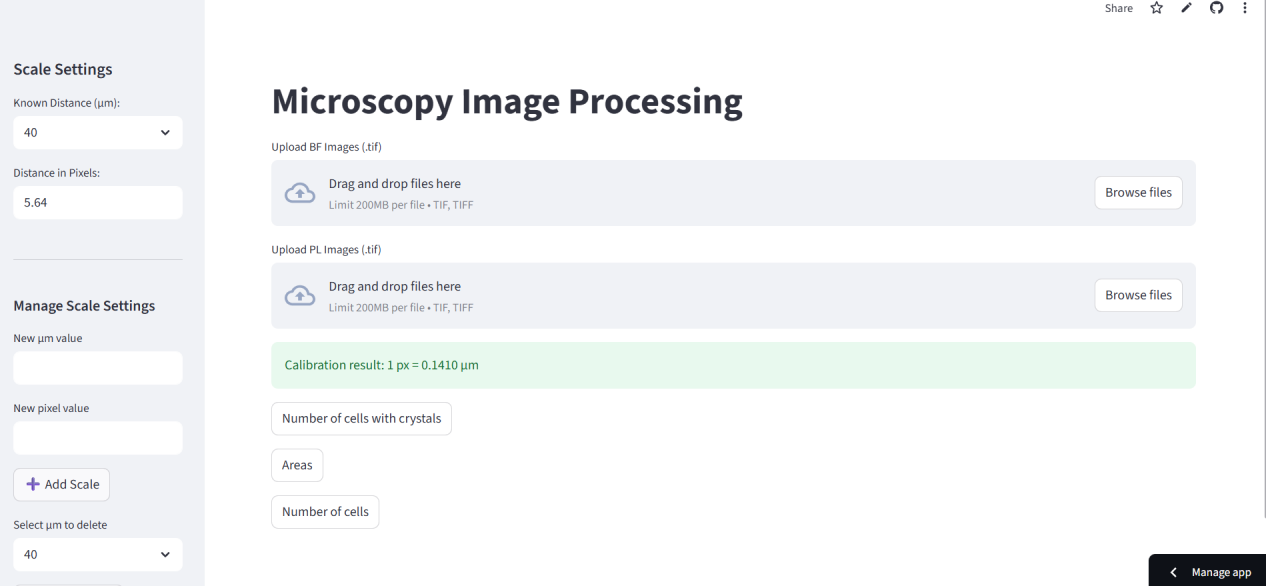 Share
Scale Settings
Known Distance (µm):
40
Distance in Pixels:
5.64
Manage Scale Settings
New µm value
New pixel value
Add Scale
Select µm to delete
40
Microscopy Image Processing
Upload BF Images (.tif)
Drag and drop files here
Limit 200MB per file • TIF, TIFF
Browse files
Upload PL Images (.tif)
Drag and drop files here
Limit 200MB per file • TIF, TIFF
Browse files
Calibration result: 1 px = 0.1410 µm
Number of cells with crystals
Areas
Number of cells
Manage app